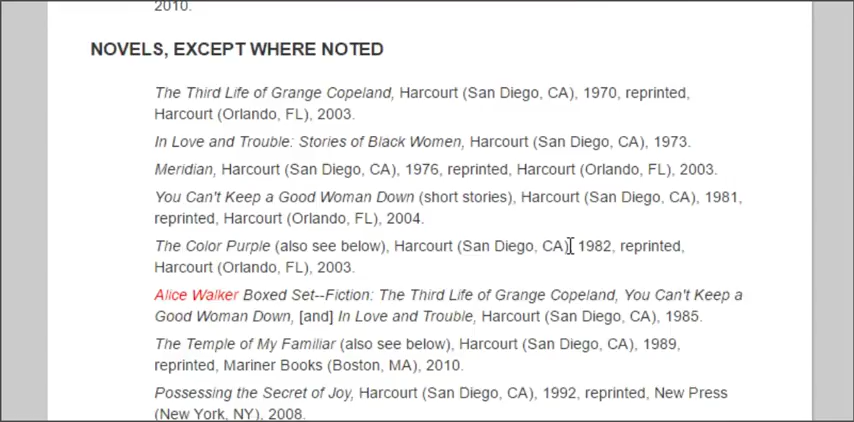 2010.
NOVELS, EXCEPT WHERE NOTED
The Third Life of Grange Copeland, Harcourt (San Diego, CA), 1970, reprinted,
Harcourt (Orlando, FL), 2003.
In Love and Trouble: Stories of Black Women, Harcourt (San Diego, CA), 1973.
Meridian, Harcourt (San Diego, CA), 1976, reprinted, Harcourt (Orlando, FL), 2003.
You Can't Keep a Good Woman Down (short stories), Harcourt (San Diego, CA), 1981,
reprinted, Harcourt (Orlando, FL), 2004.
The Color Purple (also see below), Harcourt (San Diego, CA), 1982, reprinted,
Harcourt (Orlando, FL), 2003.
Alice Walker Boxed Set--Fiction: The Third Life of Grange Copeland, You Can't Keep a
Good Woman Down, [and] In Love and Trouble, Harcourt (San Diego, CA), 1985.
The Temple of My Familiar (also see below), Harcourt (San Diego, CA), 1989,
reprinted, Mariner Books (Boston, MA), 2010.
Possessing the Secret of Joy, Harcourt (San Diego, CA), 1992, reprinted, New Press
(New York, NY), 2008.